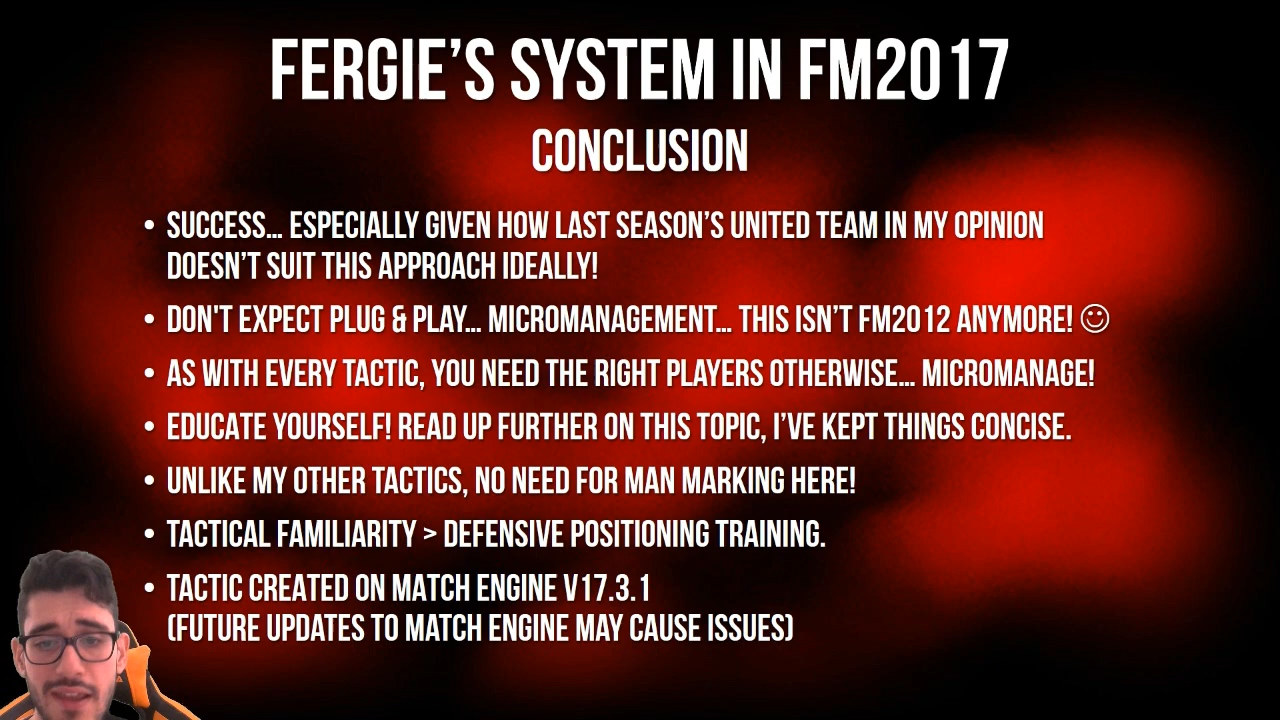 FERGIE’S SYSTEM IN FM2017
CONCLUSION
• SUCCESS... ESPECIALLY GIVEN HOW LAST SEASON’S UNITED TEAM IN MY OPINION
DOESN’T SUIT THIS APPROACH IDEALLY!
• DON'T EXPECT PLUG & PLAY... MICROMANAGEMENT... THIS ISN’T FM2012 ANYMORE! ☺
• AS WITH EVERY TACTIC, YOU NEED THE RIGHT PLAYERS OTHERWISE... MICROMANAGE!
• EDUCATE YOURSELF! READ UP FURTHER ON THIS TOPIC, I’VE KEPT THINGS CONCISE.
• UNLIKE MY OTHER TACTICS, NO NEED FOR MAN MARKING HERE!
• TACTICAL FAMILIARITY > DEFENSIVE POSITIONING TRAINING.
• TACTIC CREATED ON MATCH ENGINE V17.3.1
(FUTURE UPDATES TO MATCH ENGINE MAY CAUSE ISSUES)